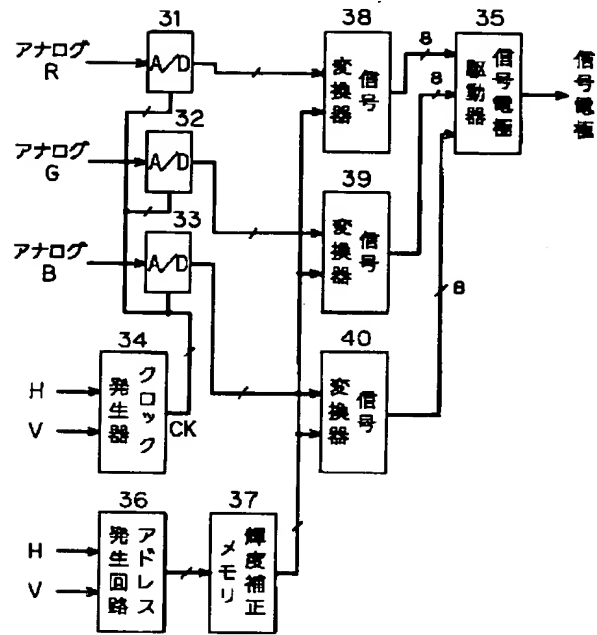 31
38
35
アナログ
R
A/D
信号
変換器
8
8
信号電極
駆動器
信号電極
32
アナログ
G
A/D
39
信号
変換器
33
アナログ
B
A/D
8
34
40
H
V
クロック
発生器
CK
信号
変換器
36
37
H
V
アドレス
発生回路
輝度補正
メモリ